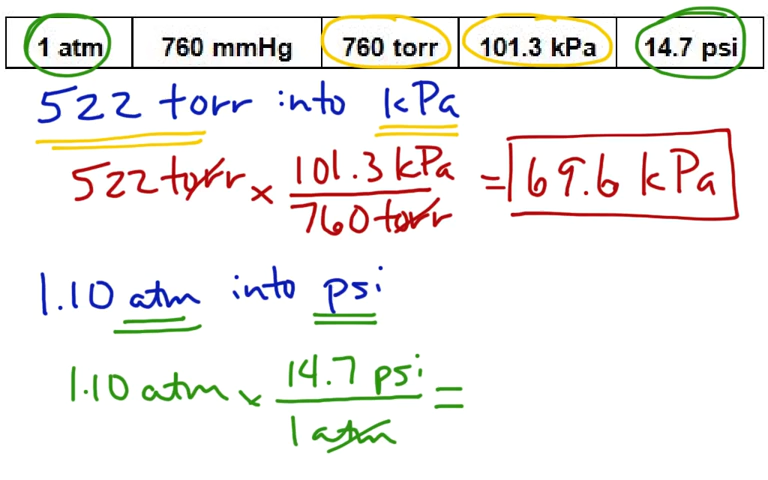 1 atm 760 mmHg 760 torr 101.3 kPa 14.7 psi
522 torr into kPa
522 torr × 101.3 kPa / 760 torr = 69.6 kPa
1.10 atm into psi
1.10 atm × 14.7 psi / 1 atm =